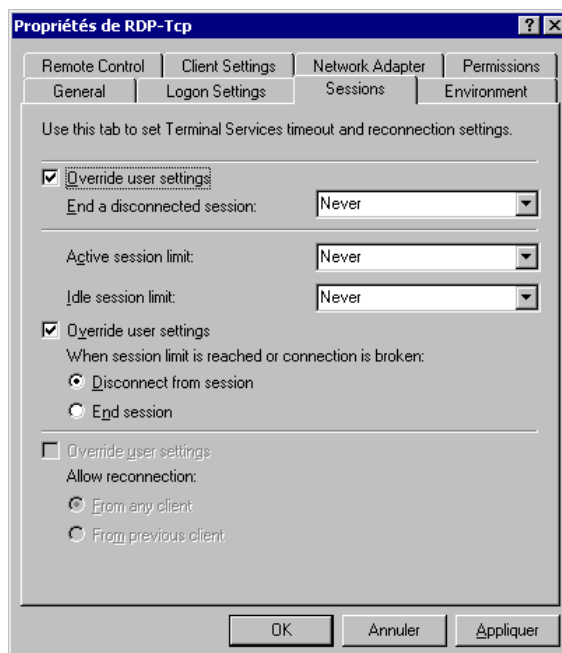 Propriétés de RDP-Tcp
Remote Control Client Settings Network Adapter Permissions
General Logon Settings Sessions Environment
Use this tab to set Terminal Services timeout and reconnection settings.
Override user settings
End a disconnected session: Never
Active session limit: Never
Idle session limit: Never
Override user settings
When session limit is reached or connection is broken:
Disconnect from session
End session
Override user settings
Allow reconnection:
From any client
From previous client
OK Annuler Appliquer